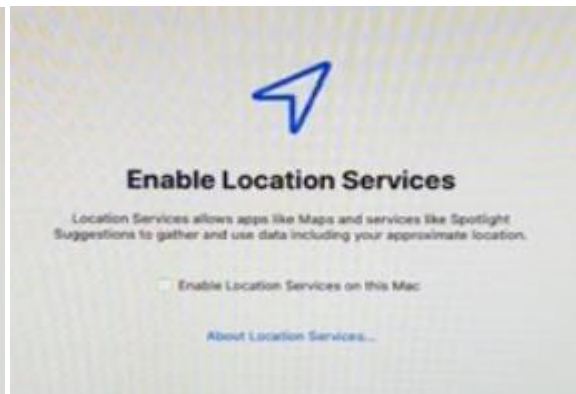 Enable Location Services
Location Services allows apps like Maps and services like Spotlight
Suggestions to gather and use data including your approximate location.
Enable Location Services on this Mac
About Location Services...